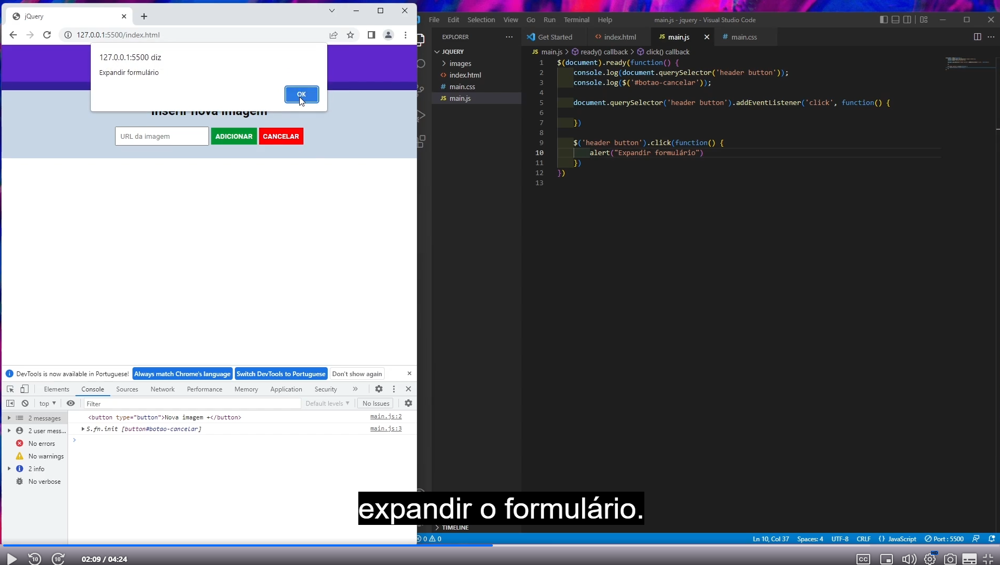 jQuery
127.0.0.1:5500/index.html
127.0.0.1:5500 diz
Expandir formulário
OK
Inserir nova imagem
URL da imagem
ADICIONAR
CANCELAR
DevTools is now available in Portuguese!
Always match Chrome's language
Switch DevTools to Portuguese
Don't show again
Elements
Console
Sources
Network
Performance
Memory
Application
Security
top
Filter
Default levels
No Issues
2 messages
2 user mess...
No errors
No warnings
2 info
No verbose
<button type="button">Nova imagem +</button>
main.js:2
S.fn.init [button#botao-cancelar]
main.js:3
File Edit Selection View Go Run Terminal Help
main.js - jquery - Visual Studio Code
EXPLORER
JQUERY
images
index.html
main.css
JS main.js
TIMELINE
Get Started
index.html
JS main.js
main.css
JS main.js > ready() callback > click() callback
1 $(document).ready(function() {
2 console.log(document.querySelector('header button'));
3 console.log($('#botao-cancelar'));
4
5 document.querySelector('header button').addEventListener('click', function() {
6
7 })
8
9 $('header button').click(function() {
10 alert("Expandir formulário")
11 })
12 })
13
expandir o formulário.
0 0
Ln 10, Col 37
Spaces: 4
UTF-8
CRLF
{} JavaScript
Port : 5500
10
10
02:09 / 04:24
CC
HD